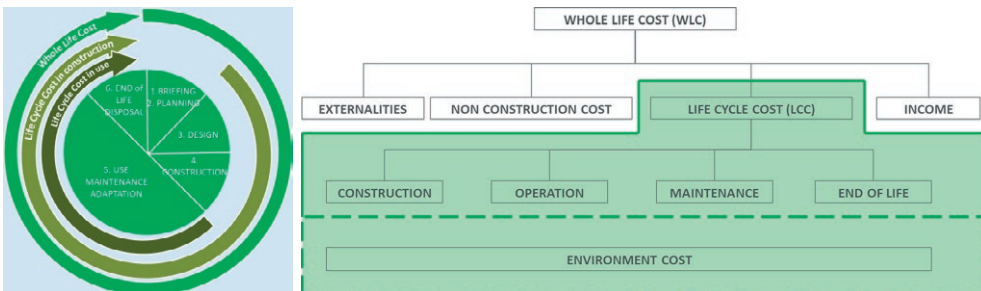 Whole Life Cost
Life Cycle Cost in construction
Life Cycle Cost in use
6. END of
LIFE
DISPOSAL
1. BRIEFING
2. PLANNING
3. DESIGN
4.
CONSTRUCTION
5. USE
MAINTENANCE
ADAPTATION
WHOLE LIFE COST (WLC)
EXTERNALITIES
NON CONSTRUCTION COST
LIFE CYCLE COST (LCC)
INCOME
CONSTRUCTION
OPERATION
MAINTENANCE
END OF LIFE
ENVIRONMENT COST